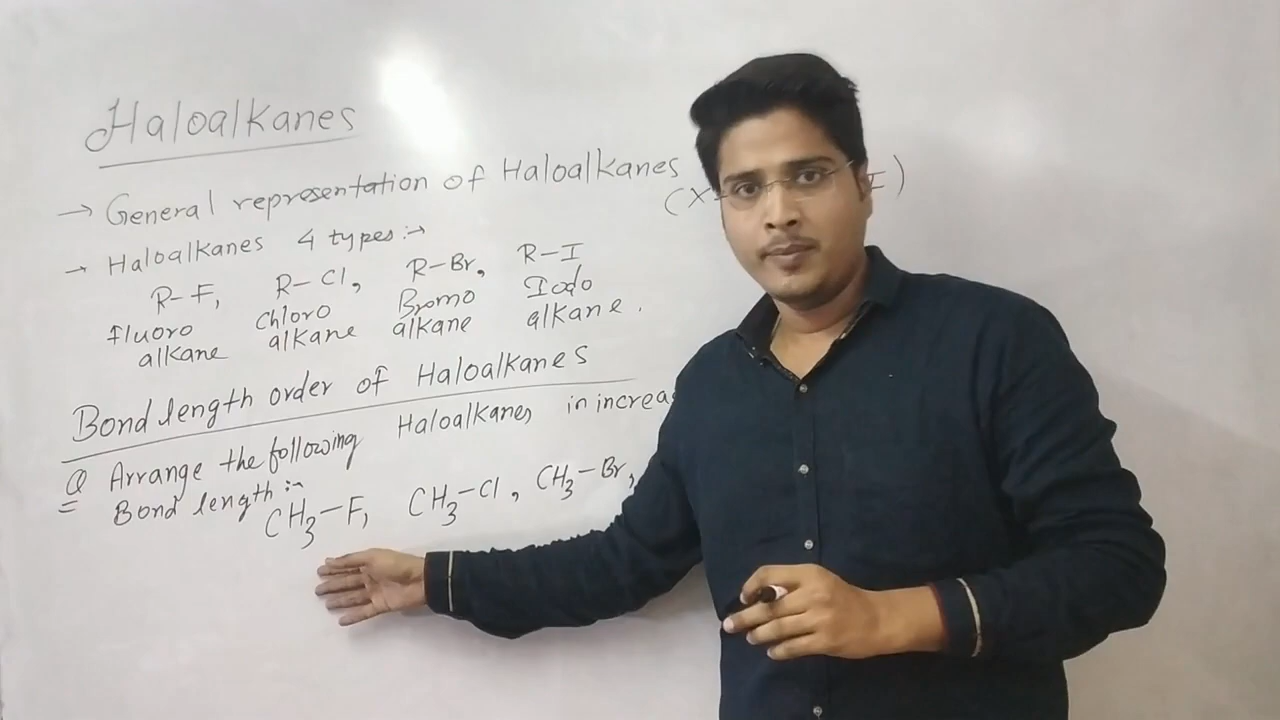 Haloalkanes
→ General representation of Haloalkanes
(X I)
→ Haloalkanes 4 types:→
R-F, R-Cl, R-Br, R-I
fluoro alkane chloro alkane Bromo alkane Iodo alkane.
Bond length order of Haloalkanes
Q Arrange the following Haloalkanes in
Bond length:-
CH3-F, CH3-Cl, CH3-Br,